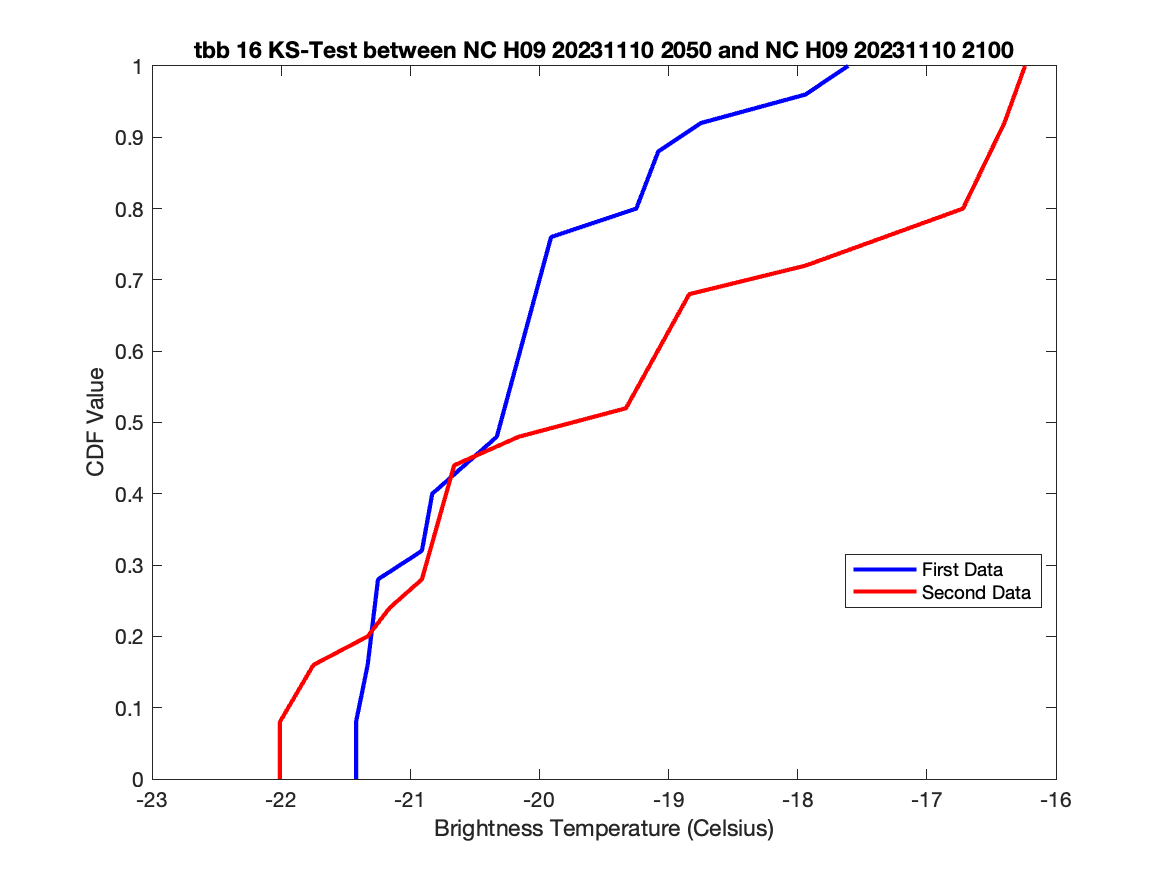 tbb 16 KS-Test between NC H09 20231110 2050 and NC H09 20231110 2100
1
0.9
0.8
0.7
0.6
0.5
0.4
0.3
0.2
0.1
0
CDF Value
First Data
Second Data
-23 -22 -21 -20 -19 -18 -17 -16
Brightness Temperature (Celsius)